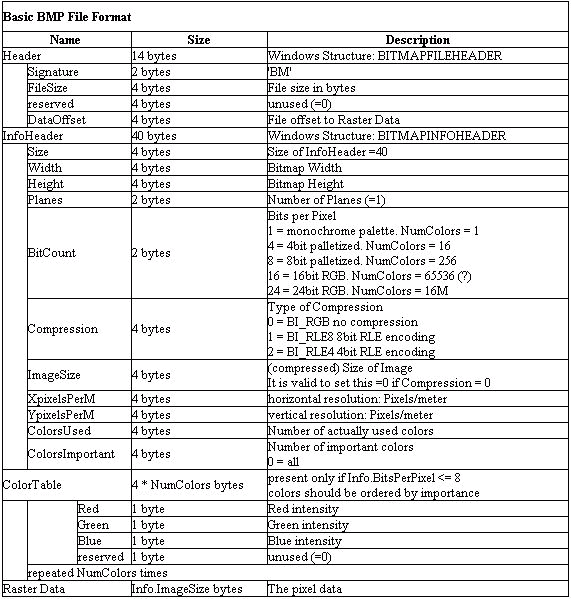 Basic BMP File Format
Name Size Description
Header 14 bytes Windows Structure: BITMAPFILEHEADER
Signature 2 bytes 'BM'
FileSize 4 bytes File size in bytes
reserved 4 bytes unused (=0)
DataOffset 4 bytes File offset to Raster Data
InfoHeader 40 bytes Windows Structure: BITMAPINFOHEADER
Size 4 bytes Size of InfoHeader =40
Width 4 bytes Bitmap Width
Height 4 bytes Bitmap Height
Planes 2 bytes Number of Planes (=1)
BitCount 2 bytes Bits per Pixel
1 = monochrome palette. NumColors = 1
4 = 4bit palletized. NumColors = 16
8 = 8bit palletized. NumColors = 256
16 = 16bit RGB. NumColors = 65536 (?)
24 = 24bit RGB. NumColors = 16M
Compression 4 bytes Type of Compression
0 = BI_RGB no compression
1 = BI_RLE8 8bit RLE encoding
2 = BI_RLE4 4bit RLE encoding
ImageSize 4 bytes (compressed) Size of Image
It is valid to set this =0 if Compression = 0
XpixelsPerM 4 bytes horizontal resolution: Pixels/meter
YpixelsPerM 4 bytes vertical resolution: Pixels/meter
ColorsUsed 4 bytes Number of actually used colors
ColorsImportant 4 bytes Number of important colors
0 = all
ColorTable 4 * NumColors bytes present only if Info.BitsPerPixel <= 8
colors should be ordered by importance
Red 1 byte Red intensity
Green 1 byte Green intensity
Blue 1 byte Blue intensity
reserved 1 byte unused (=0)
repeated NumColors times
Raster Data Info.ImageSize bytes The pixel data